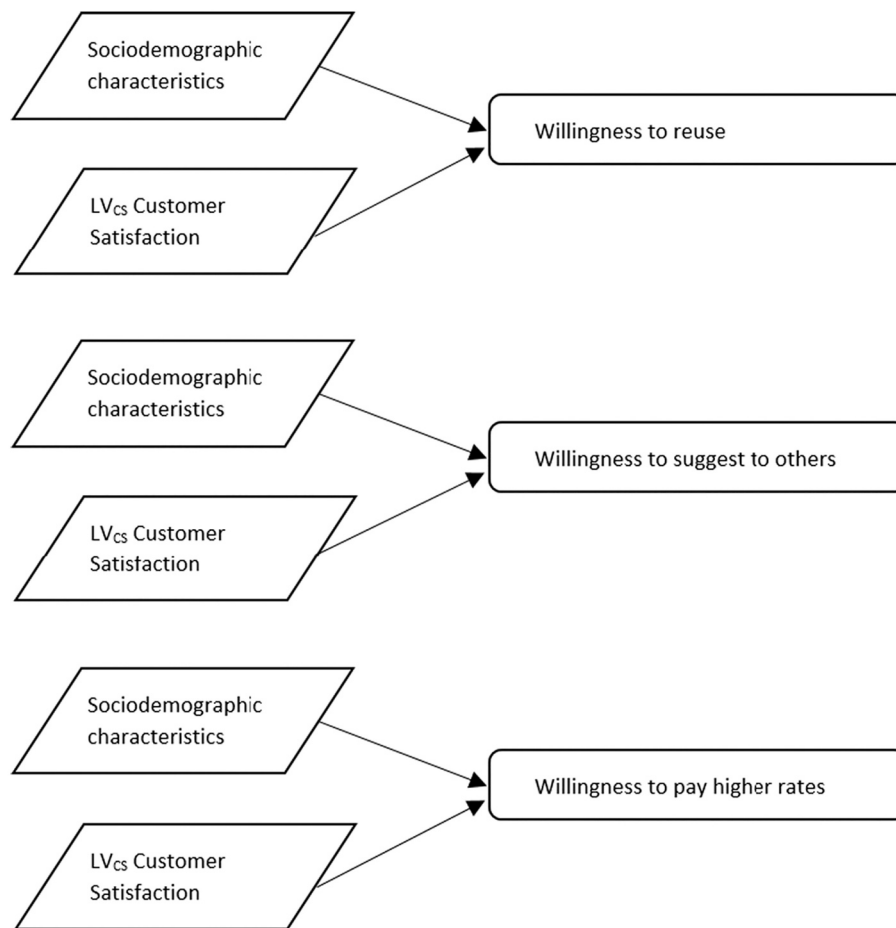 Sociodemographic
characteristics
Willingness to reuse
LVCS Customer
Satisfaction
Sociodemographic
characteristics
Willingness to suggest to others
LVCS Customer
Satisfaction
Sociodemographic
characteristics
Willingness to pay higher rates
LVCS Customer
Satisfaction